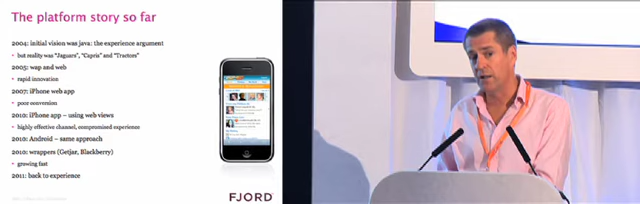 The platform story so far
2004: initial vision was java: the experience argument
• but reality was “Jaguars”, “Capris” and “Tractors”
2005: wap and web
• rapid innovation
2007: iPhone web app
• poor conversion
2010: iPhone app – using web views
• highly effective channel, compromised experience
2010: Android – same approach
2010: wrappers (Getjar, Blackberry)
• growing fast
2011: back to experience
FJORD